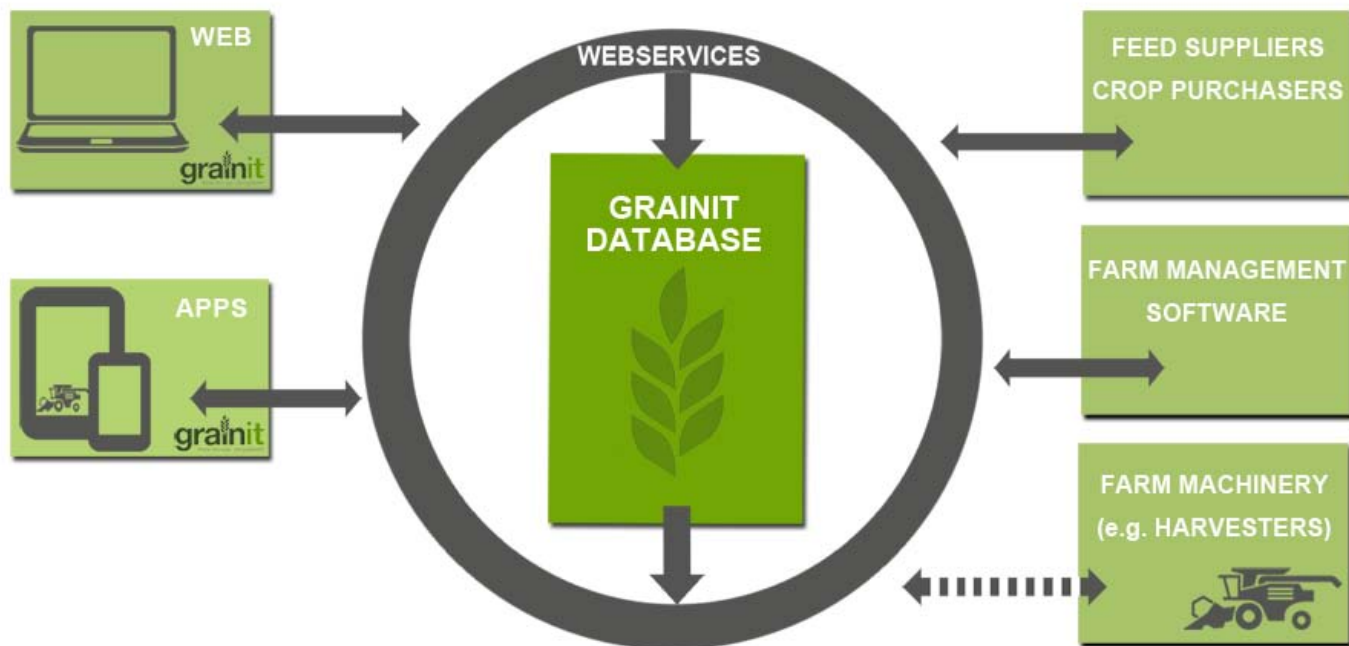 WEB
grainit
APPS
grainit
WEBSERVICES
GRAINIT
DATABASE
FEED SUPPLIERS
CROP PURCHASERS
FARM MANAGEMENT
SOFTWARE
FARM MACHINERY
(e.g. HARVESTERS)